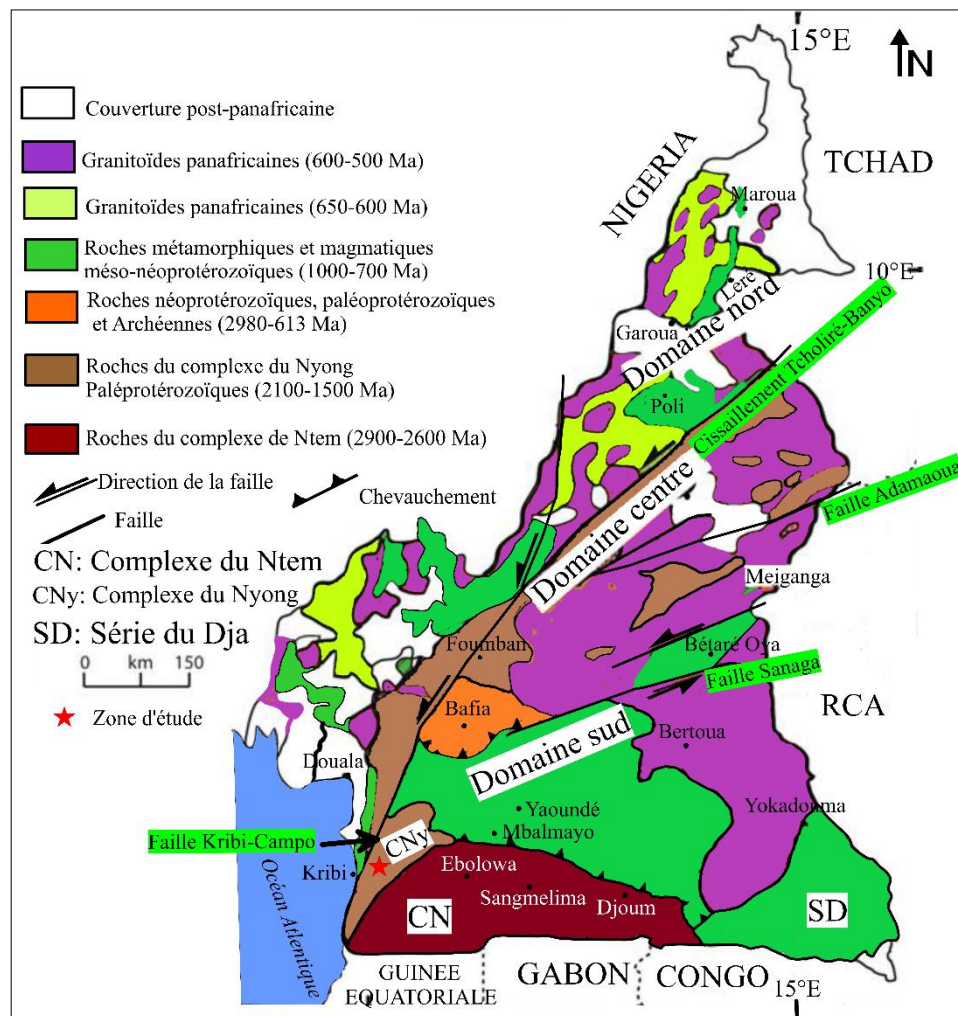 15°E
N
Couverture post-panafricaine
Granitoïdes panafricaines (600-500 Ma)
Granitoïdes panafricaines (650-600 Ma)
Roches métamorphiques et magmatiques
méso-néoprotérozoïques (1000-700 Ma)
Roches néoprotérozoïques, paléoprotérozoïques
et Archéennes (2980-613 Ma)
Roches du complexe du Nyong
Paléprotérozoïques (2100-1500 Ma)
Roches du complexe de Ntem (2900-2600 Ma)
Direction de la faille
Chevauchement
Faille
CN: Complexe du Ntem
CNy: Complexe du Nyong
SD: Série du Dja
0 km 150
Zone d'étude
NIGERIA
TCHAD
Maroua
10°E
Léré
Garoua
Domaine nord
Cissaillement Tcholiré-Banyo
Poli
Domaine centre
Faille Adamaoua
Meiganga
Foumban
Bétaré Oya
Faille Sanaga
RCA
Bafia
Domaine sud
Bertoua
Douala
Yaoundé
Mbalmayo
Yokadouma
Faille Kribi-Campo
CNy
Kribi
Ebolowa
Sangmelima
Djoum
CN
SD
Océan Atlentique
GUINEE
EQUATORIALE
GABON
CONGO
15°E